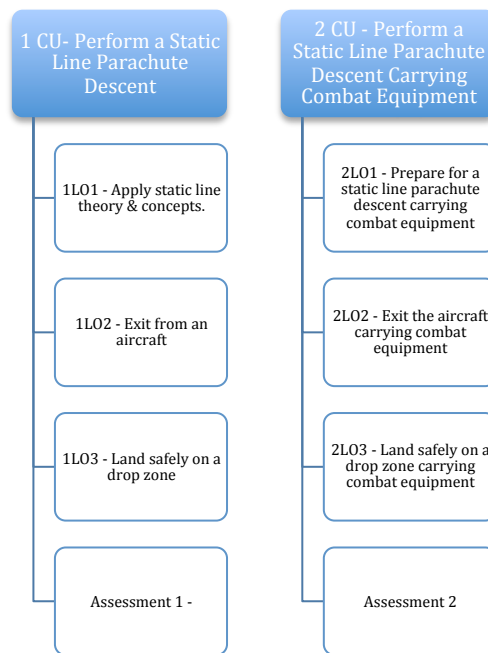 1 CU- Perform a Static
Line Parachute
Descent
1LO1 - Apply static line
theory & concepts.
1LO2 - Exit from an
aircraft
1LO3 - Land safely on a
drop zone
Assessment 1 -
2 CU - Perform a
Static Line Parachute
Descent Carrying
Combat Equipment
2LO1 - Prepare for a
static line parachute
descent carrying
combat equipment
2LO2 - Exit the aircraft
carrying combat
equipment
2LO3 - Land safely on a
drop zone carrying
combat equipment
Assessment 2